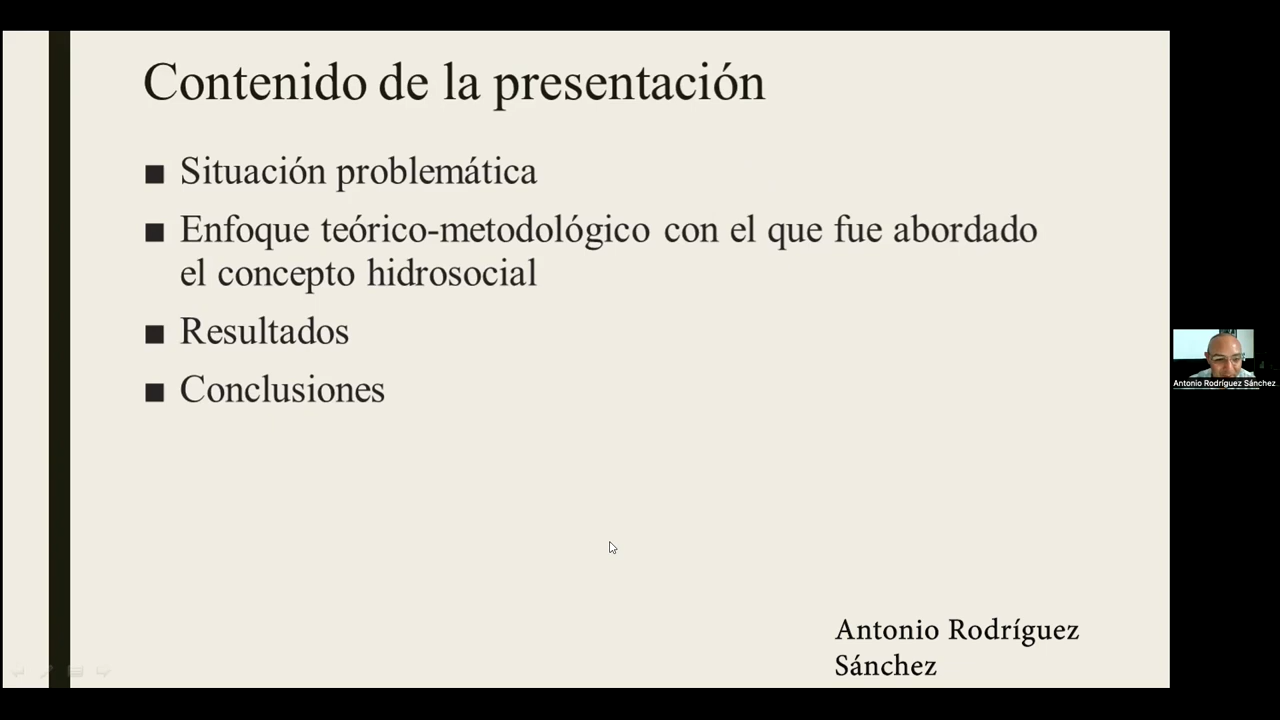 Contenido de la presentación
■ Situación problemática
■ Enfoque teórico-metodológico con el que fue abordado
el concepto hidrosocial
■ Resultados
■ Conclusiones
Antonio Rodríguez Sánchez
Antonio Rodríguez
Sánchez